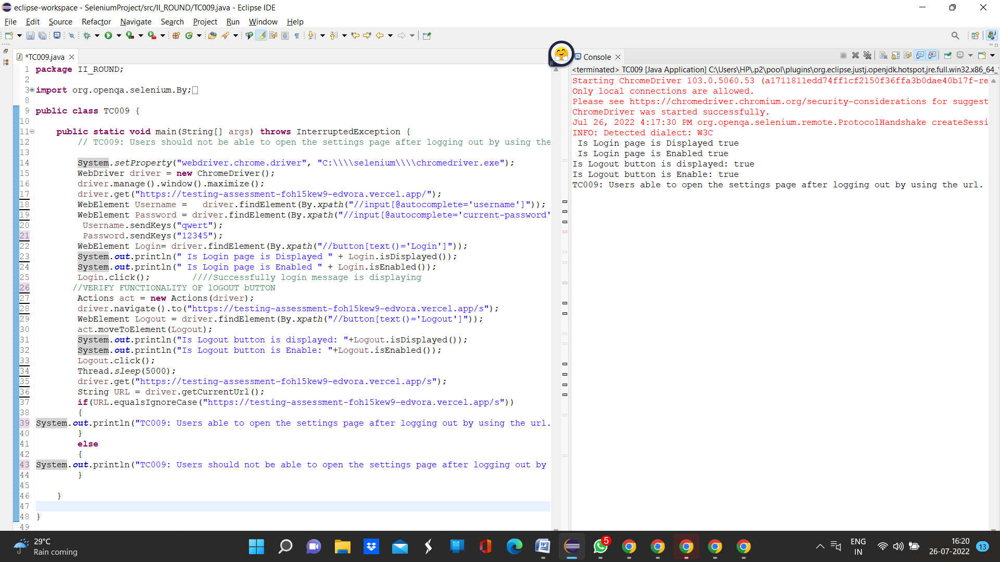 eclipse-workspace - SeleniumProject/src/II_ROUND/TC009.java - Eclipse IDE
File Edit Source Refactor Navigate Search Project Run Window Help
*TC009.java
1 package II_ROUND;
2
3 import org.openqa.selenium.By;
8
9 public class TC009 {
10
11 public static void main(String[] args) throws InterruptedException {
12 // TC009: Users should not be able to open the settings page after logging out by using the
13
14 System.setProperty("webdriver.chrome.driver", "C:\\\\selenium\\\\chromedriver.exe");
15 WebDriver driver = new ChromeDriver();
16 driver.manage().window().maximize();
17 driver.get("https://testing-assessment-foh15kew9-edvora.vercel.app/");
18 WebElement Username =   driver.findElement(By.xpath("//input[@autocomplete='username']"));
19 WebElement Password = driver.findElement(By.xpath("//input[@autocomplete='current-password'
20 Username.sendKeys("qwert");
21 Password.sendKeys("12345");
22 WebElement Login= driver.findElement(By.xpath("//button[text()='Login']"));
23 System.out.println(" Is Login page is Displayed " + Login.isDisplayed());
24 System.out.println(" Is Login page is Enabled " + Login.isEnabled());
25 Login.click();        ////Successfully login message is displaying
26 //VERIFY FUNCTIONALITY OF lOGOUT bUTTON
27 Actions act = new Actions(driver);
28 driver.navigate().to("https://testing-assessment-foh15kew9-edvora.vercel.app/s");
29 WebElement Logout = driver.findElement(By.xpath("//button[text()='Logout']"));
30 act.moveToElement(Logout);
31 System.out.println("Is Logout button is displayed: "+Logout.isDisplayed());
32 System.out.println("Is Logout button is Enable: "+Logout.isEnabled());
33 Logout.click();
34 Thread.sleep(5000);
35 driver.get("https://testing-assessment-foh15kew9-edvora.vercel.app/s");
36 String URL = driver.getCurrentUrl();
37 if(URL.equalsIgnoreCase("https://testing-assessment-foh15kew9-edvora.vercel.app/s"))
38 {
39 System.out.println("TC009: Users able to open the settings page after logging out by using the url.
40 }
41 else
42 {
43 System.out.println("TC009: Users should not be able to open the settings page after logging out by
44 }
45
46 }
47
48 }
49
Console
<terminated> TC009 [Java Application] C:\Users\HP\.p2\pool\plugins\org.eclipse.justj.openjdk.hotspot.jre.full.win32.x86_64_
Starting ChromeDriver 103.0.5060.53 (a1711811edd74ff1cf2150f36ffa3b0dae40b17f-re
Only local connections are allowed.
Please see https://chromedriver.chromium.org/security-considerations for suggest
ChromeDriver was started successfully.
Jul 26, 2022 4:17:30 PM org.openqa.selenium.remote.ProtocolHandshake createSessi
INFO: Detected dialect: W3C
Is Login page is Displayed true
Is Login page is Enabled true
Is Logout button is displayed: true
Is Logout button is Enable: true
TC009: Users able to open the settings page after logging out by using the url.
29°C
Rain coming
5
ENG
IN
16:20
26-07-2022
13